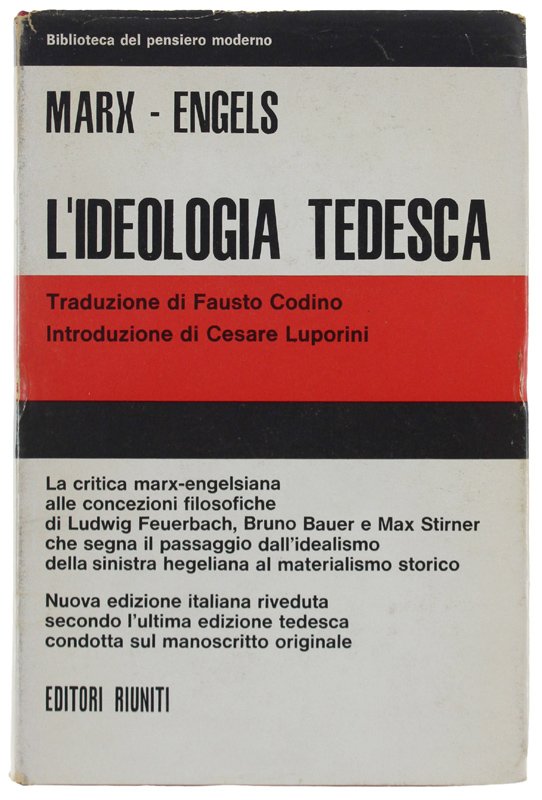 Biblioteca del pensiero moderno
MARX - ENGELS
L'IDEOLOGIA TEDESCA
Traduzione di Fausto Codino
Introduzione di Cesare Luporini
La critica marx-engelsiana
alle concezioni filosofiche
di Ludwig Feuerbach, Bruno Bauer e Max Stirner
che segna il passaggio dall'idealismo
della sinistra hegeliana al materialismo storico
Nuova edizione italiana riveduta
secondo l'ultima edizione tedesca
condotta sul manoscritto originale
EDITORI RIUNITI